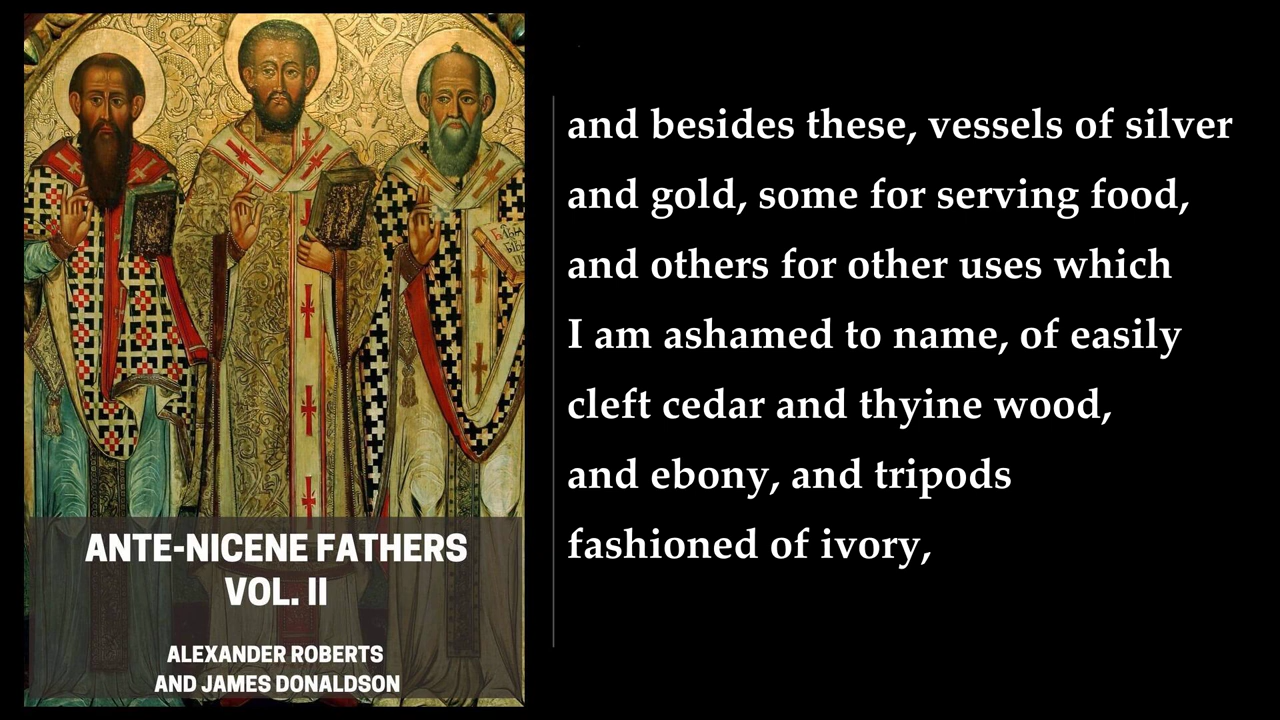 ANTE-NICENE FATHERS
VOL. II
ALEXANDER ROBERTS
AND JAMES DONALDSON
and besides these, vessels of silver
and gold, some for serving food,
and others for other uses which
I am ashamed to name, of easily
cleft cedar and thyine wood,
and ebony, and tripods
fashioned of ivory,